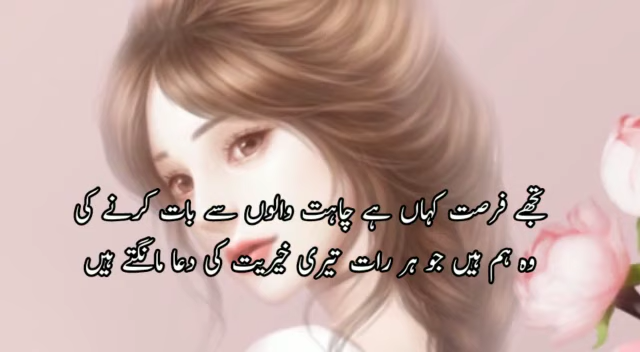 تجھے فرصت کہاں ہے چاہت والوں سے بات کرنے کی
وہ ہم ہیں جو ہر رات تیری خیریت کی دعا مانگتے ہیں